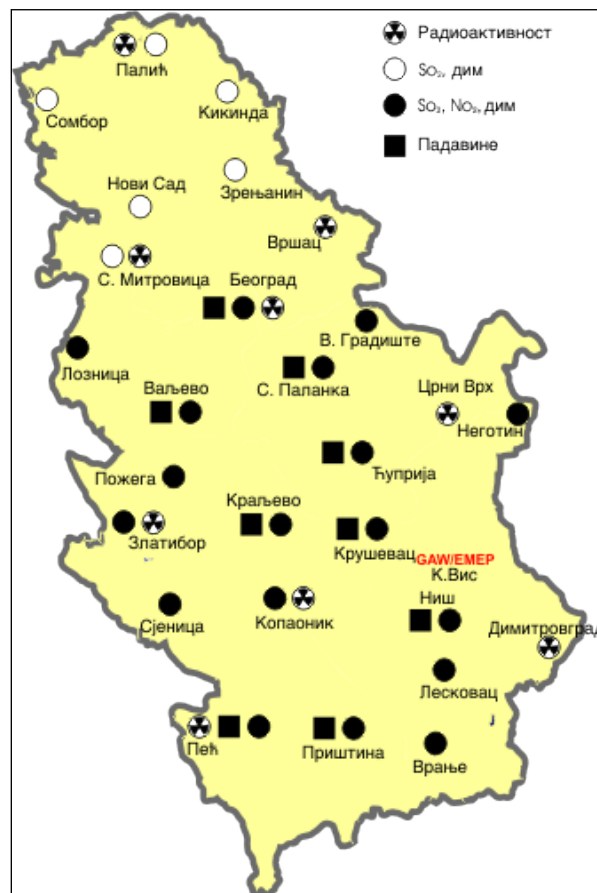 Радиоактивност
So₂, дим
So₂, No₂, дим
Падавине
Палић
Сомбор
Кикинда
Зрењанин
Нови Сад
Вршац
С. Митровица
Београд
В. Градиште
Лозница
С. Паланка
Ваљево
Црни Врх
Неготин
Ћуприја
Пожега
Краљево
Златибор
Крушевац
GAW/EMEP
К.Вис
Ниш
Копаоник
Сјеница
Димитровград
Лесковац
Пећ
Приштина
Врање